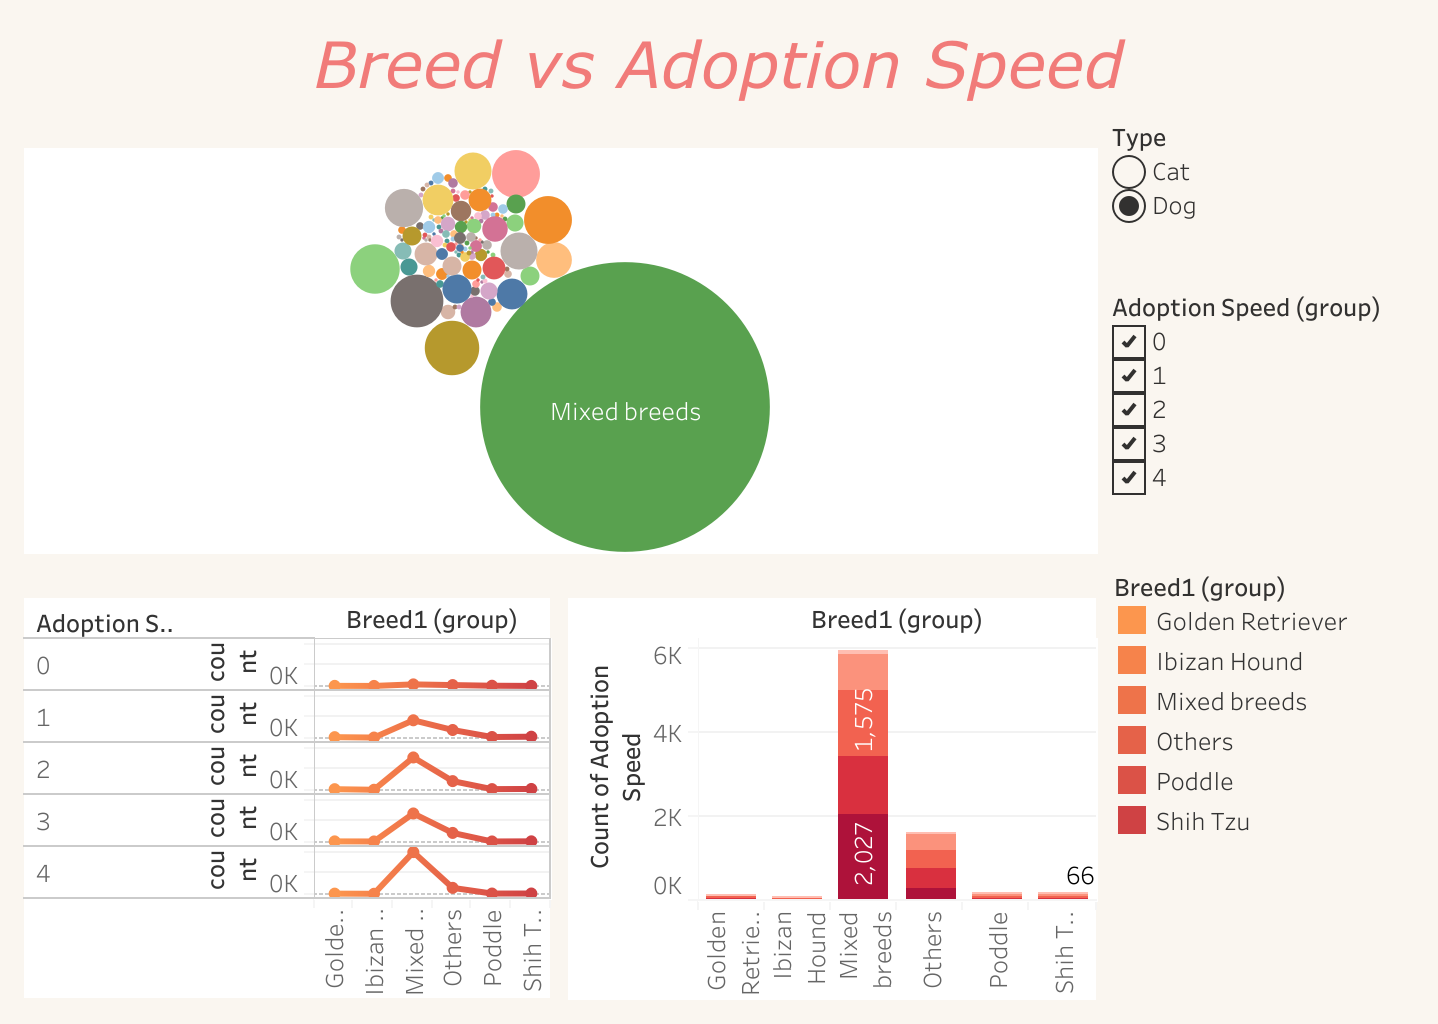 Breed vs Adoption Speed
Type
Cat
Dog
Mixed breeds
Adoption Speed (group)
0
1
2
3
4
Adoption S..
Breed1 (group)
0
cou
nt
0K
1
cou
nt
0K
2
cou
nt
0K
3
cou
nt
0K
4
cou
nt
0K
Golde..
Ibizan ..
Mixed ..
Others
Poddle
Shih T..
Breed1 (group)
Count of Adoption
Speed
6K
4K
2K
0K
1,575
2,027
66
Golden
Retrie..
Ibizan
Hound
Mixed
breeds
Others
Poddle
Shih T..
Breed1 (group)
Golden Retriever
Ibizan Hound
Mixed breeds
Others
Poddle
Shih Tzu